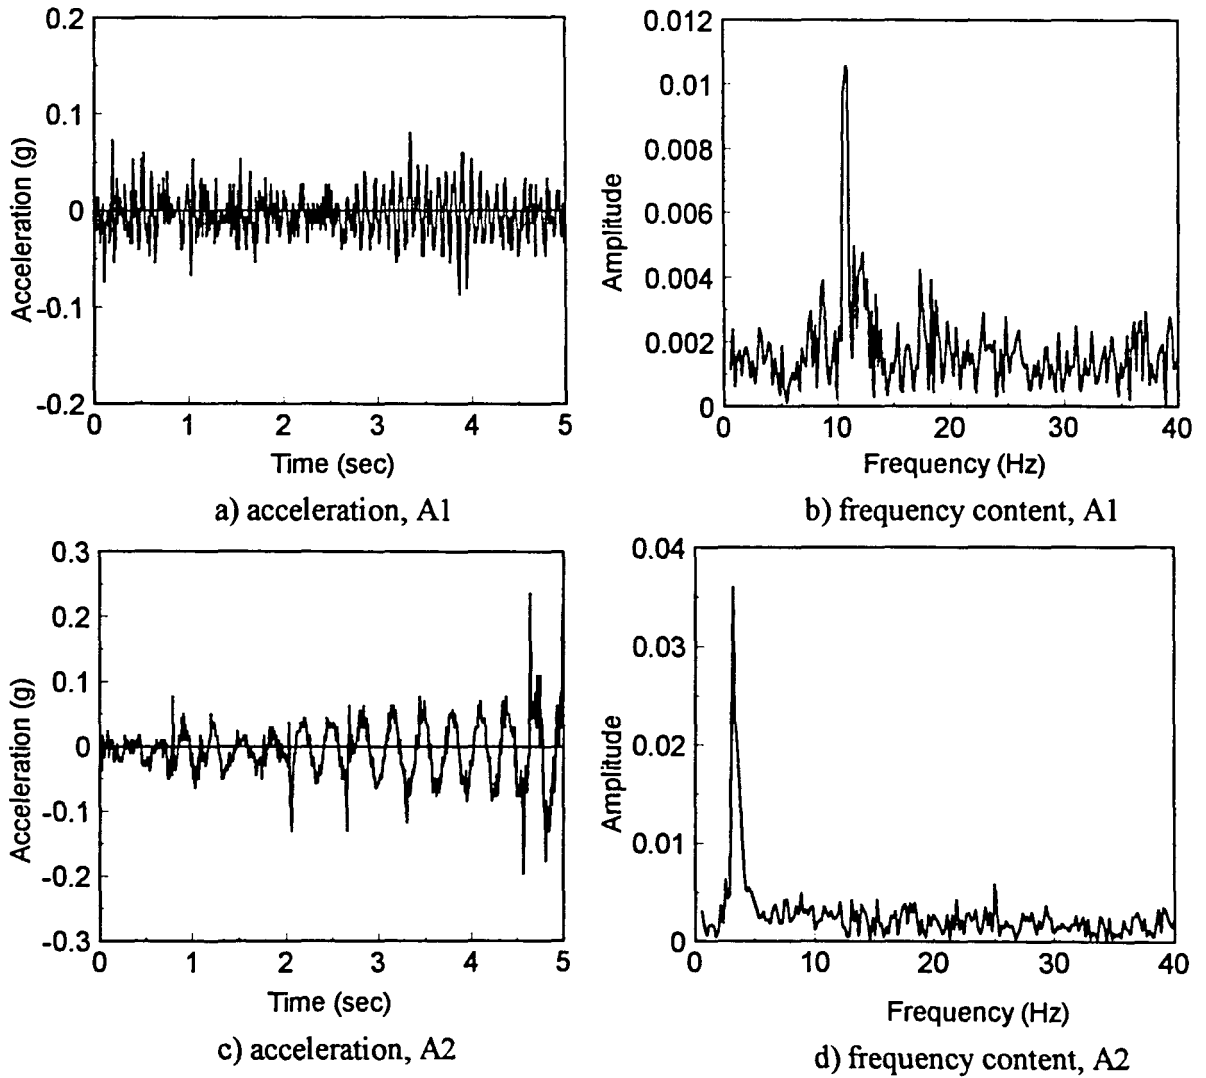 0.2
0.1
0
-0.1
-0.2
Acceleration (g)
0 1 2 3 4 5
Time (sec)
a) acceleration, A1
0.012
0.01
0.008
0.006
0.004
0.002
0
Amplitude
0 10 20 30 40
Frequency (Hz)
b) frequency content, A1
0.3
0.2
0.1
0
-0.1
-0.2
-0.3
Acceleration (g)
0 1 2 3 4 5
Time (sec)
c) acceleration, A2
0.04
0.03
0.02
0.01
0
Amplitude
0 10 20 30 40
Frequency (Hz)
d) frequency content, A2